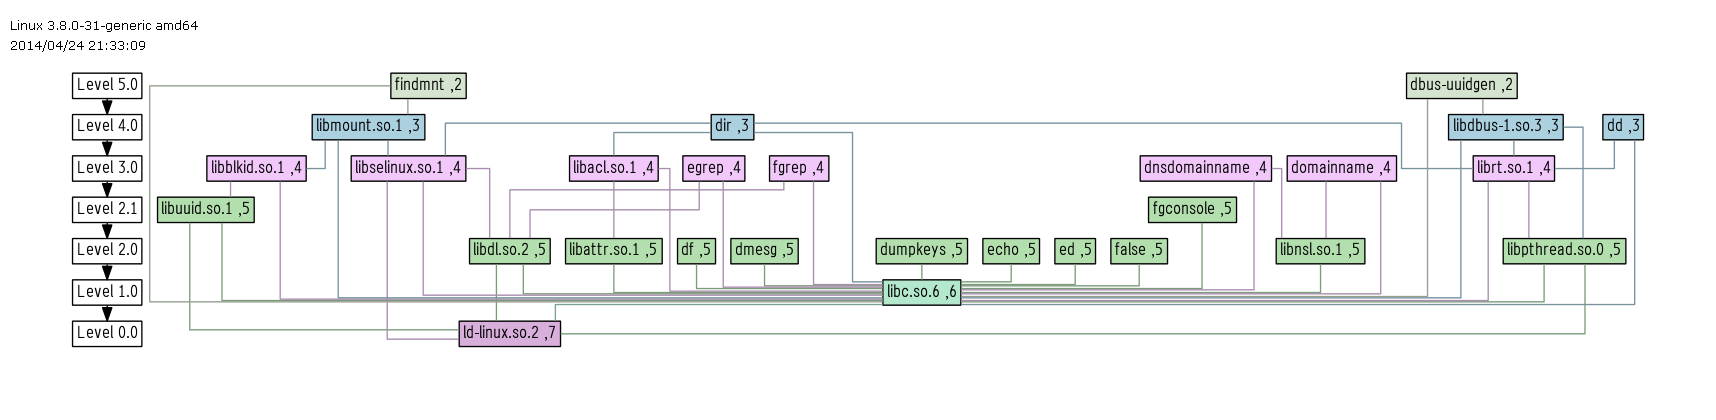 Linux 3.8.0-31-generic amd64
2014/04/24 21:33:09
Level 5.0
findmnt ,2
dbus-uuidgen ,2
Level 4.0
libmount.so.1 ,3
dir ,3
libdbus-1.so.3 ,3
dd ,3
Level 3.0
libblkid.so.1 ,4
libselinux.so.1 ,4
libacl.so.1 ,4
egrep ,4
fgrep ,4
dnsdomainname ,4
domainname ,4
librt.so.1 ,4
Level 2.1
libuuid.so.1 ,5
fgconsole ,5
Level 2.0
libdl.so.2 ,5
libattr.so.1 ,5
df ,5
dmesg ,5
dumpkeys ,5
echo ,5
ed ,5
false ,5
libnsl.so.1 ,5
libpthread.so.0 ,5
Level 1.0
libc.so.6 ,6
Level 0.0
ld-linux.so.2 ,7